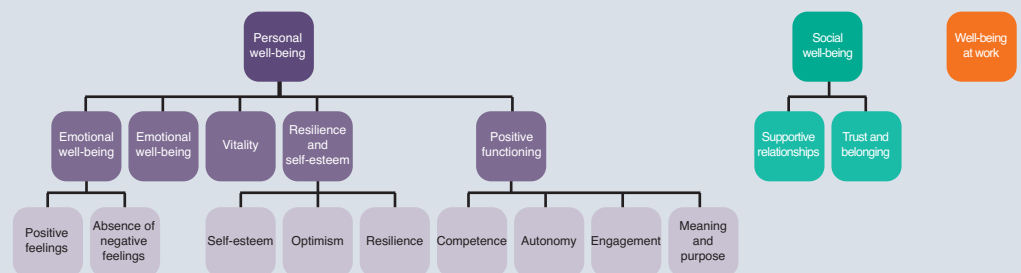 Personal
well-being
Social
well-being
Well-being
at work
Emotional
well-being
Emotional
well-being
Vitality
Resilience
and
self-esteem
Positive
functioning
Supportive
relationships
Trust and
belonging
Positive
feelings
Absence of
negative
feelings
Self-esteem
Optimism
Resilience
Competence
Autonomy
Engagement
Meaning
and
purpose